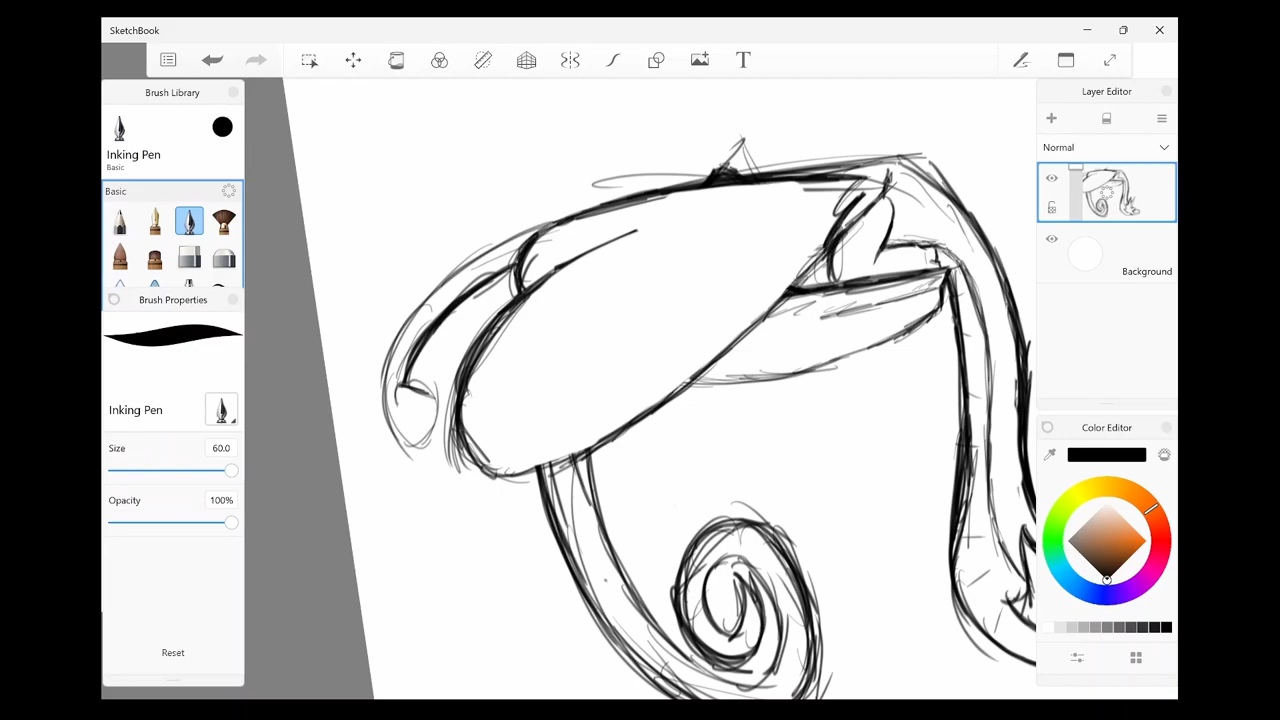 SketchBook
T
Brush Library
Inking Pen
Basic
Basic
Brush Properties
Inking Pen
Size 60.0
Opacity 100%
Reset
Layer Editor
Normal
Background
Color Editor